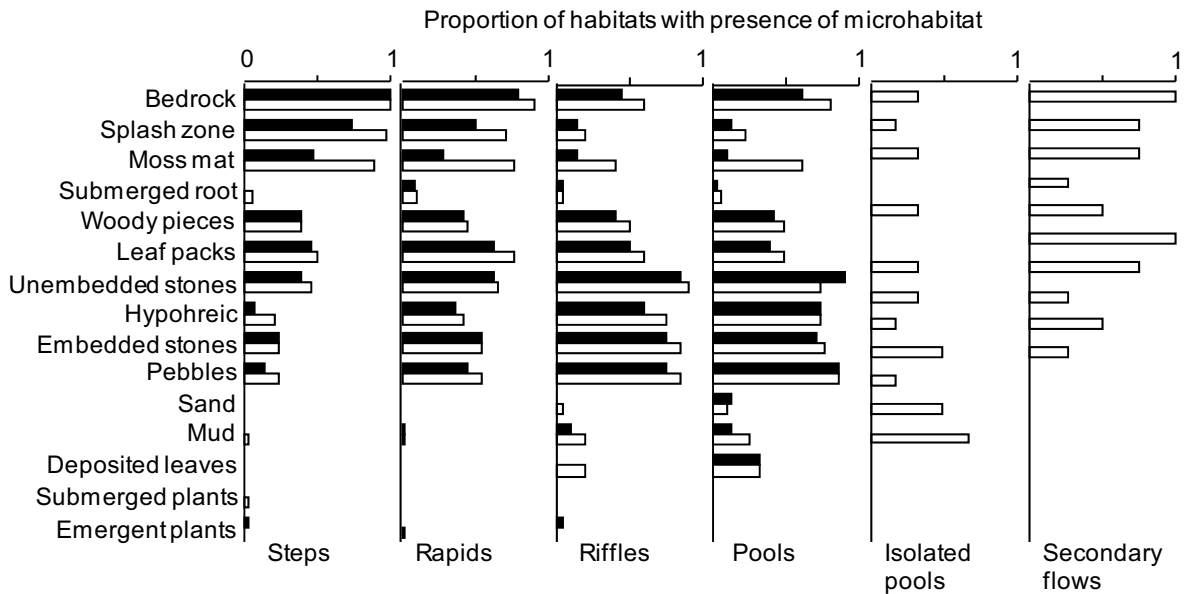 Proportion of habitats with presence of microhabitat
0 1 1 1 1 1 1
Bedrock
Splash zone
Moss mat
Submerged root
Woody pieces
Leaf packs
Unembedded stones
Hypohreic
Embedded stones
Pebbles
Sand
Mud
Deposited leaves
Submerged plants
Emergent plants
Steps Rapids Riffles Pools Isolated Secondary
pools flows